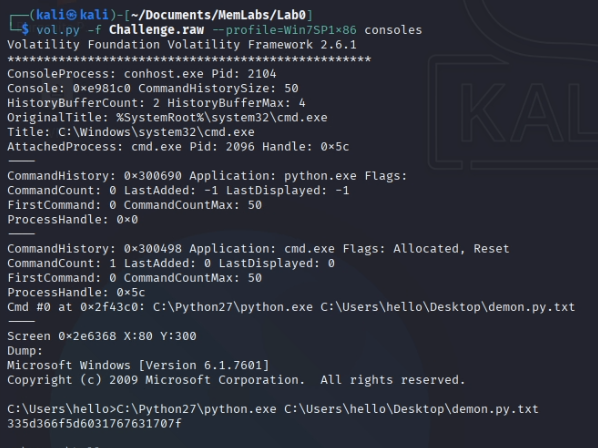 (kali㉿kali)-[~/Documents/MemLabs/Lab0]
$ vol.py -f Challenge.raw --profile=Win7SP1×86 consoles
Volatility Foundation Volatility Framework 2.6.1
**************************************************
ConsoleProcess: conhost.exe Pid: 2104
Console: 0×e981c0 CommandHistorySize: 50
HistoryBufferCount: 2 HistoryBufferMax: 4
OriginalTitle: %SystemRoot%\system32\cmd.exe
Title: C:\Windows\system32\cmd.exe
AttachedProcess: cmd.exe Pid: 2096 Handle: 0×5c
----
CommandHistory: 0×300690 Application: python.exe Flags:
CommandCount: 0 LastAdded: -1 LastDisplayed: -1
FirstCommand: 0 CommandCountMax: 50
ProcessHandle: 0×0
----
CommandHistory: 0×300498 Application: cmd.exe Flags: Allocated, Reset
CommandCount: 1 LastAdded: 0 LastDisplayed: 0
FirstCommand: 0 CommandCountMax: 50
ProcessHandle: 0×5c
Cmd #0 at 0×2f43c0: C:\Python27\python.exe C:\Users\hello\Desktop\demon.py.txt
----
Screen 0×2e6368 X:80 Y:300
Dump:
Microsoft Windows [Version 6.1.7601]
Copyright (c) 2009 Microsoft Corporation.  All rights reserved.
C:\Users\hello>C:\Python27\python.exe C:\Users\hello\Desktop\demon.py.txt
335d366f5d6031767631707f
KAL